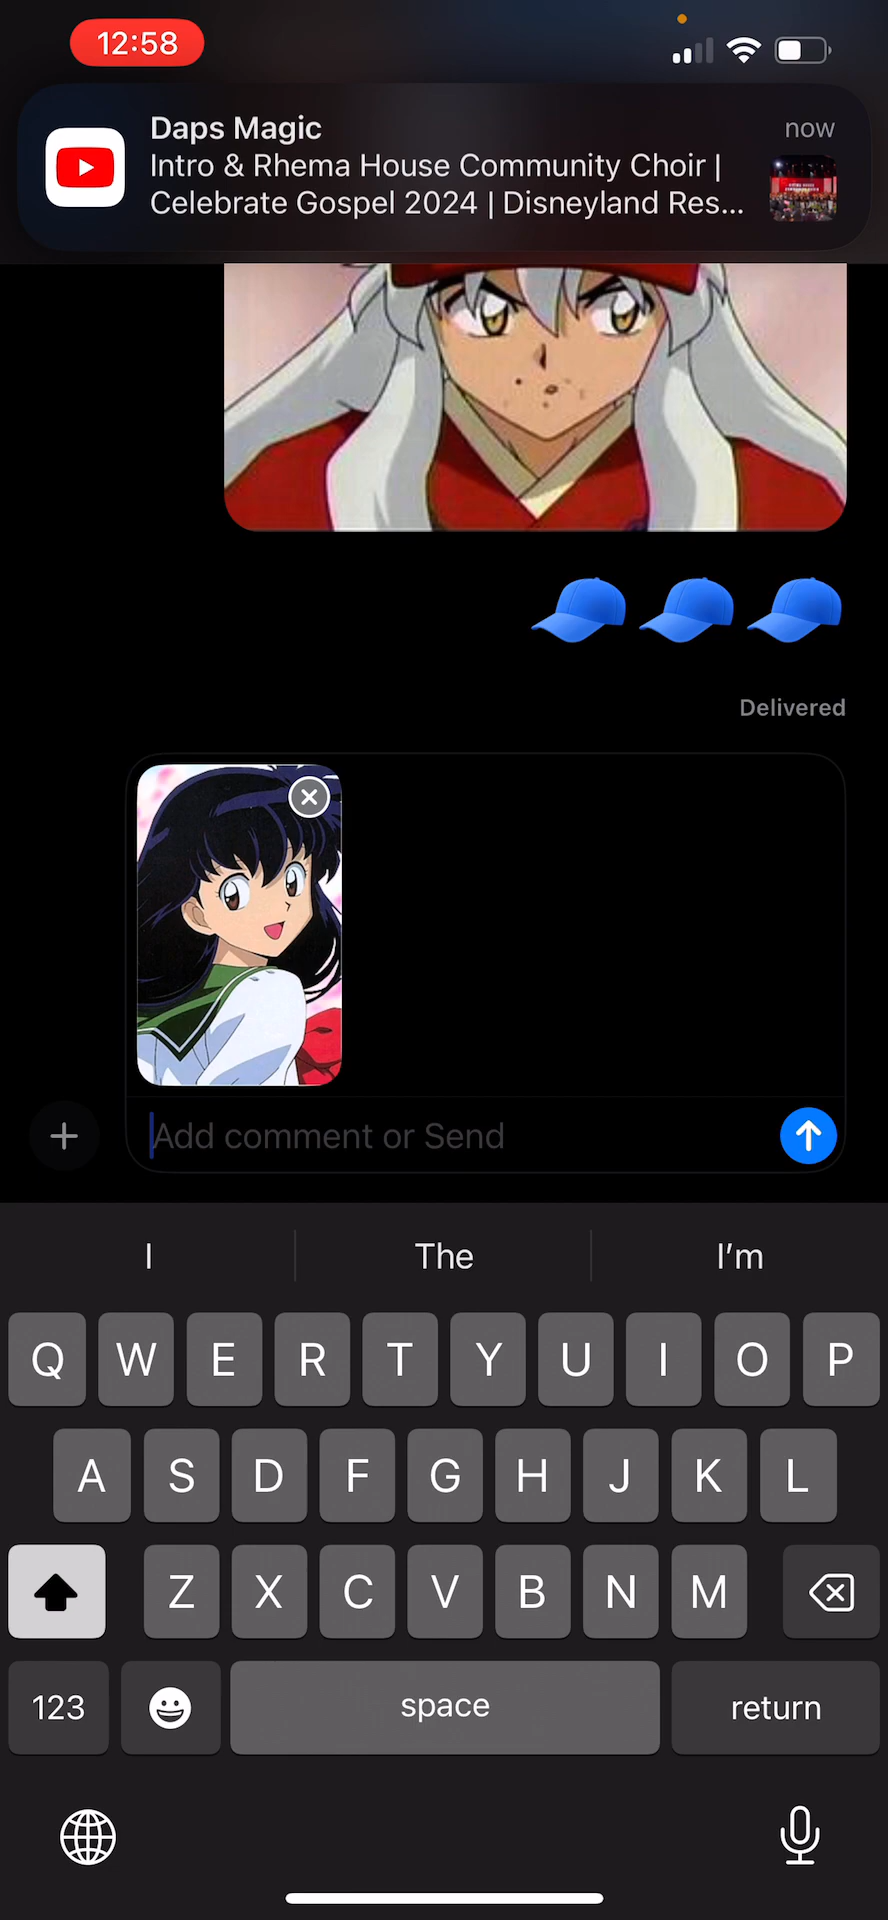 12:58
Daps Magic
now
Intro & Rhema House Community Choir |
Celebrate Gospel 2024 | Disneyland Res...
Delivered
Add comment or Send
I The I'm
Q W E R T Y U I O P
A S D F G H J K L
Z X C V B N M
123 space return